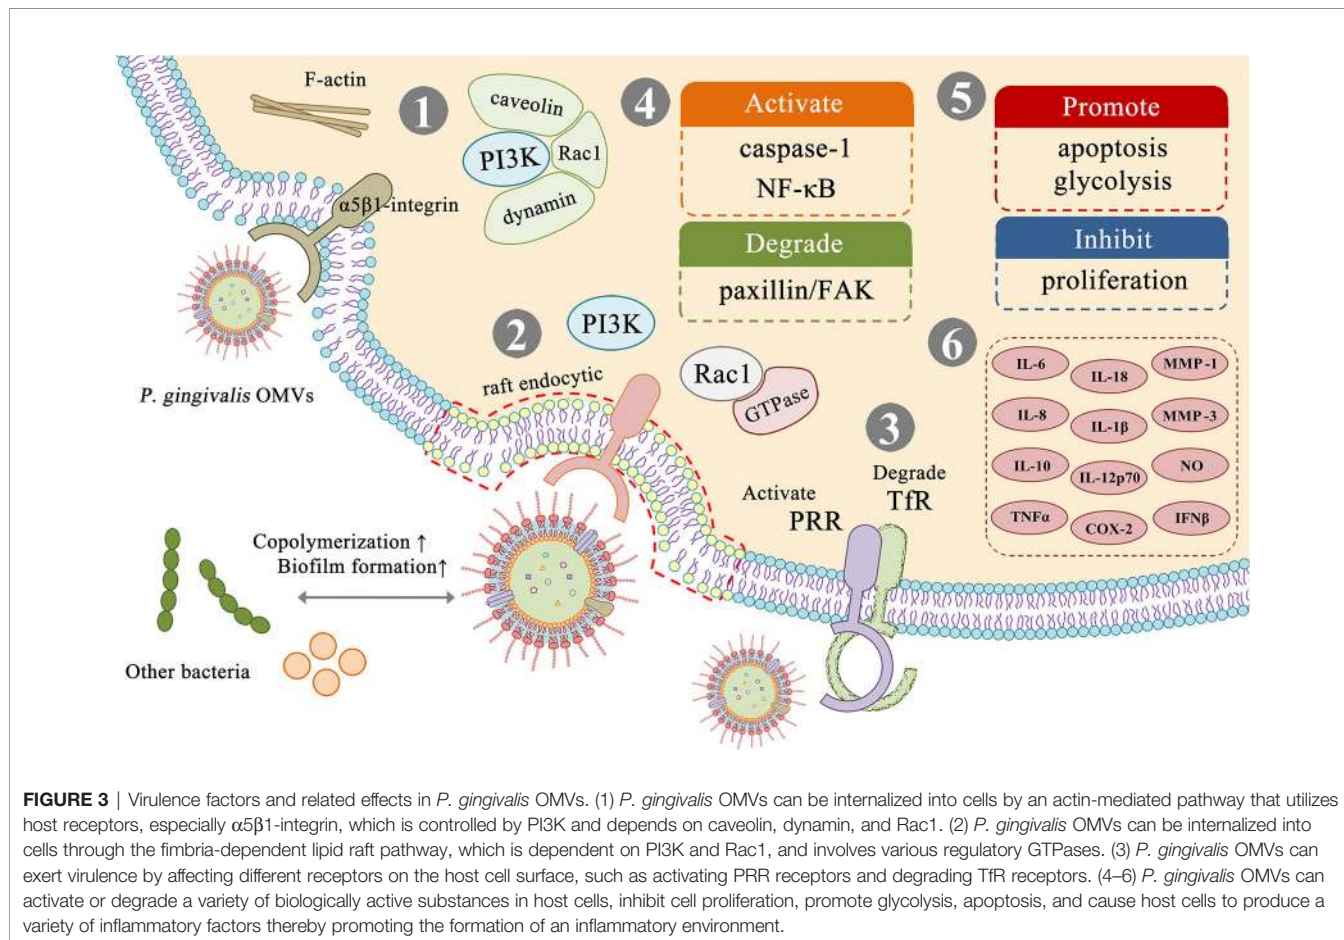 F-actin
1
caveolin
PI3K
Rac1
dynamin
α5β1-integrin
P. gingivalis OMVs
4
Activate
caspase-1
NF-κB
Degrade
paxillin/FAK
5
Promote
apoptosis
glycolysis
Inhibit
proliferation
2
PI3K
raft endocytic
Rac1
GTPase
3
Degrade
TfR
Activate
PRR
6
IL-6
IL-18
MMP-1
IL-8
IL-1β
MMP-3
IL-10
IL-12p70
NO
TNFα
COX-2
IFNβ
Copolymerization ↑
Biofilm formation↑
Other bacteria
FIGURE 3 | Virulence factors and related effects in P. gingivalis OMVs. (1) P. gingivalis OMVs can be internalized into cells by an actin-mediated pathway that utilizes
host receptors, especially α5β1-integrin, which is controlled by PI3K and depends on caveolin, dynamin, and Rac1. (2) P. gingivalis OMVs can be internalized into
cells through the fimbria-dependent lipid raft pathway, which is dependent on PI3K and Rac1, and involves various regulatory GTPases. (3) P. gingivalis OMVs can
exert virulence by affecting different receptors on the host cell surface, such as activating PRR receptors and degrading TfR receptors. (4–6) P. gingivalis OMVs can
activate or degrade a variety of biologically active substances in host cells, inhibit cell proliferation, promote glycolysis, apoptosis, and cause host cells to produce a
variety of inflammatory factors thereby promoting the formation of an inflammatory environment.